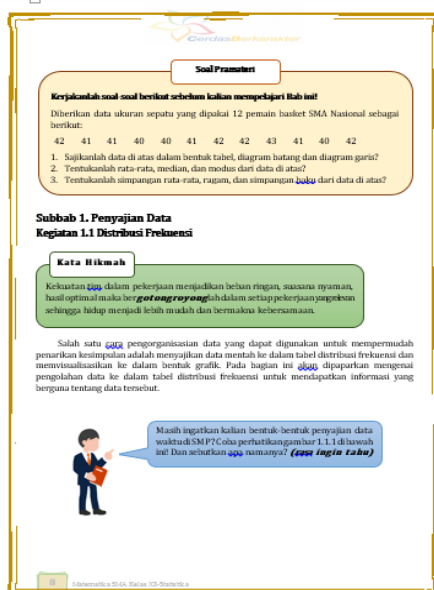 CerdasBerkarakter
Soal Prasyarat
Kerjakanlah soal-soal berikut sebelum kalian mempelajari Bab ini!
Diberikan data ukuran sepatu yang dipakai 12 pemain basket SMA Nasional sebagai
berikut:
42 41 41 40 40 41 42 42 43 41 40 42
1. Sajikanlah data di atas dalam bentuk tabel, diagram batang dan diagram garis?
2. Tentukanlah rata-rata, median, dan modus dari data di atas?
3. Tentukanlah simpangan rata-rata, ragam, dan simpangan baku dari data di atas?
Subbab 1. Penyajian Data
Kegiatan 1.1 Distribusi Frekuensi
Kata Hikmah
Kekuatan tim dalam pekerjaan menjadikan beban ringan, suasana nyaman,
hasil optimal maka ber gotong royong lah dalam setiap pekerjaan yang relevan
sehingga hidup menjadi lebih mudah dan bermakna kebersamaan.
Salah satu cara pengorganisasian data yang dapat digunakan untuk mempermudah
penarikan kesimpulan adalah menyajikan data mentah ke dalam tabel distribusi frekuensi dan
memvisualisasikan ke dalam bentuk grafik. Pada bagian ini akan dipaparkan mengenai
pengolahan data ke dalam tabel distribusi frekuensi untuk mendapatkan informasi yang
berguna tentang data tersebut.
Masih ingatkan kalian bentuk-bentuk penyajian data
waktu di SMP? Coba perhatikan gambar 1.1.1 di bawah
ini! Dan sebutkan apa namanya? (rasa ingin tahu)
8 Matematika SMA/Kelas XII-Statistika